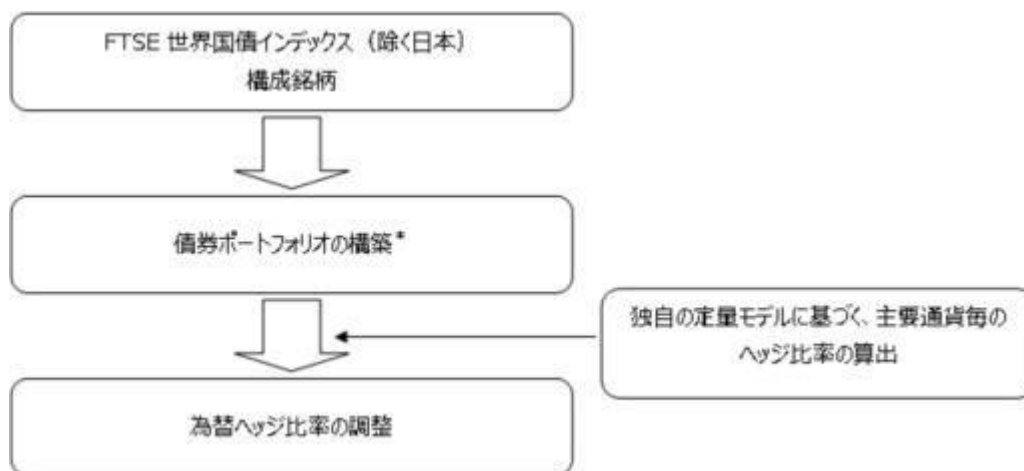 FTSE 世界国債インデックス（除く日本）
構成銘柄
債券ポートフォリオの構築*
独自の定量モデルに基づく、主要通貨毎の
ヘッジ比率の算出
為替ヘッジ比率の調整